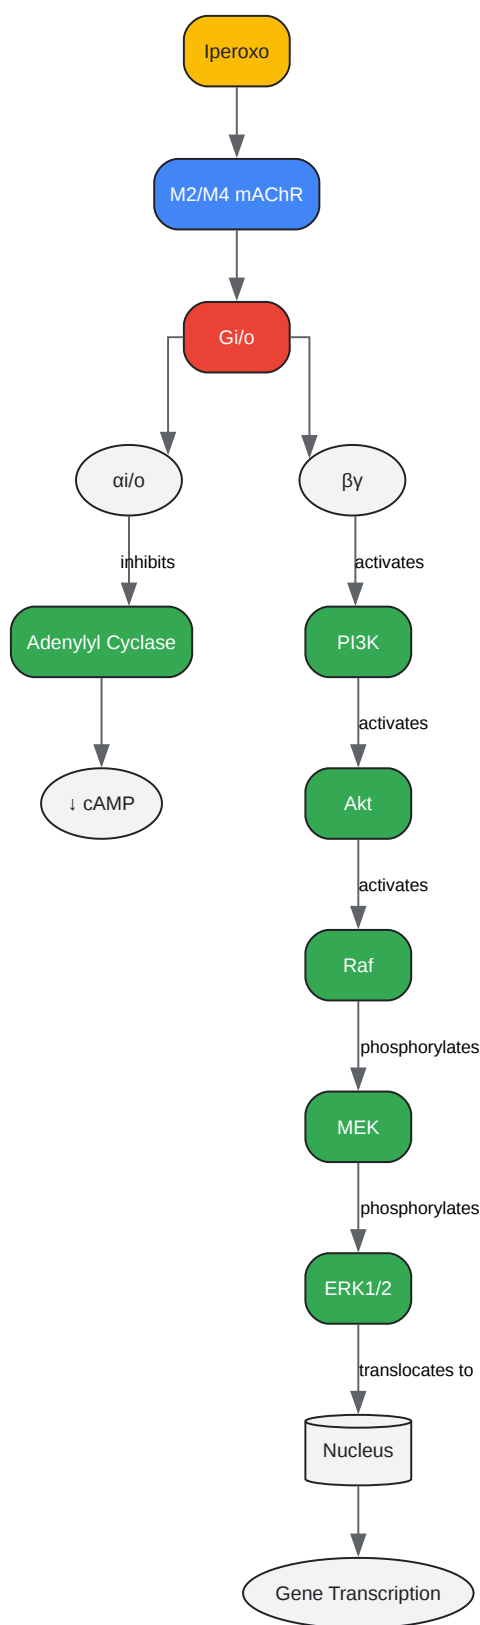 Iperoxo
M2/M4 mAChR
Gi/o
αi/o
βγ
inhibits
activates
Adenylyl Cyclase
PI3K
activates
↓ cAMP
Akt
activates
Raf
phosphorylates
MEK
phosphorylates
ERK1/2
translocates to
Nucleus
Gene Transcription